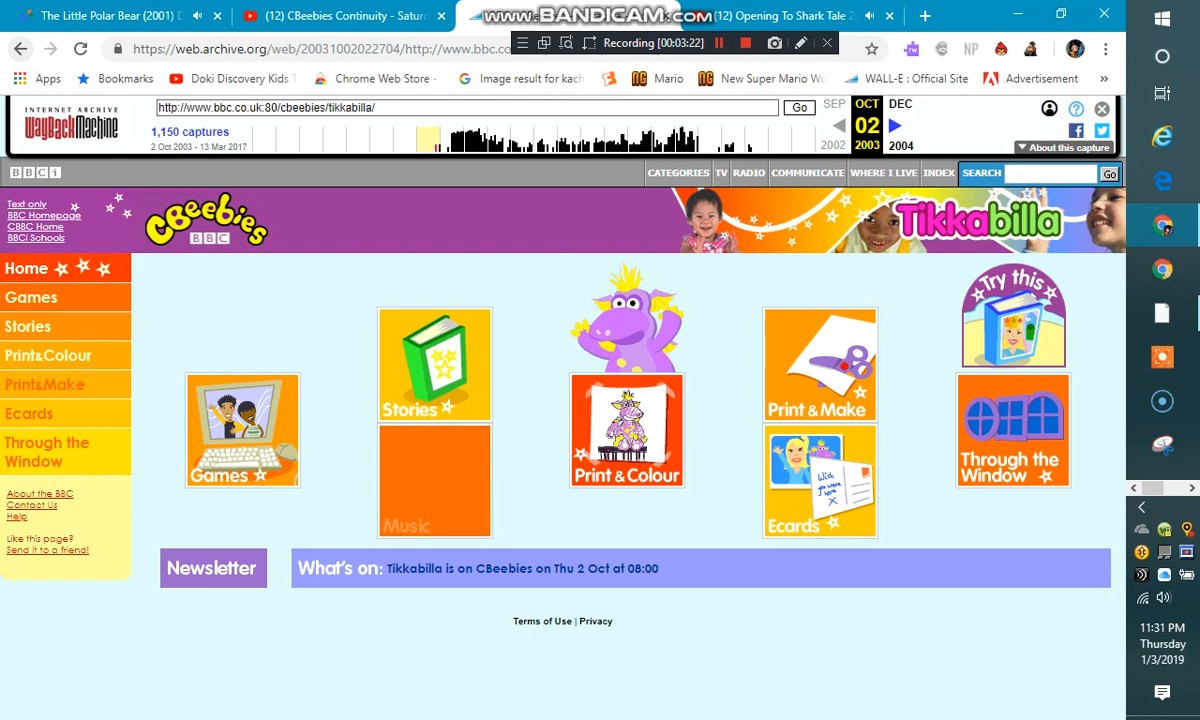 The Little Polar Bear (2001) D
(12) CBeebies Continuity - Satur
WWW.BANDICAM.COM
(12) Opening To Shark Tale 2
Recording [00:03:22]
https://web.archive.org/web/20031002022704/http://www.bbc.co
NP
Apps
Bookmarks
Doki Discovery Kids T
Chrome Web Store -
Image result for kach
Mario
New Super Mario Wo
WALL-E : Official Site
Advertisement
»
INTERNET ARCHIVE
WayBackMachine
http://www.bbc.co.uk:80/cbeebies/tikkabilla/
Go
SEP
OCT
DEC
1,150 captures
02
2 Oct 2003 - 13 Mar 2017
2002
2003
2004
About this capture
BBCi
CATEGORIES
TV
RADIO
COMMUNICATE
WHERE I LIVE
INDEX
SEARCH
Go
Text only
BBC Homepage
CBBC Home
BBCi Schools
CBeebies
BBC
Tikkabilla
Home
Games
Stories
Print&Colour
Print&Make
Ecards
Through the
Window
About the BBC
Contact Us
Help
Like this page?
Send it to a friend!
Try this
Games
Stories
Music
Print & Colour
Print & Make
Wish
you were
here
X
Ecards
Through the
Window
Newsletter
What's on: Tikkabilla is on CBeebies on Thu 2 Oct at 08:00
Terms of Use | Privacy
11:31 PM
Thursday
1/3/2019